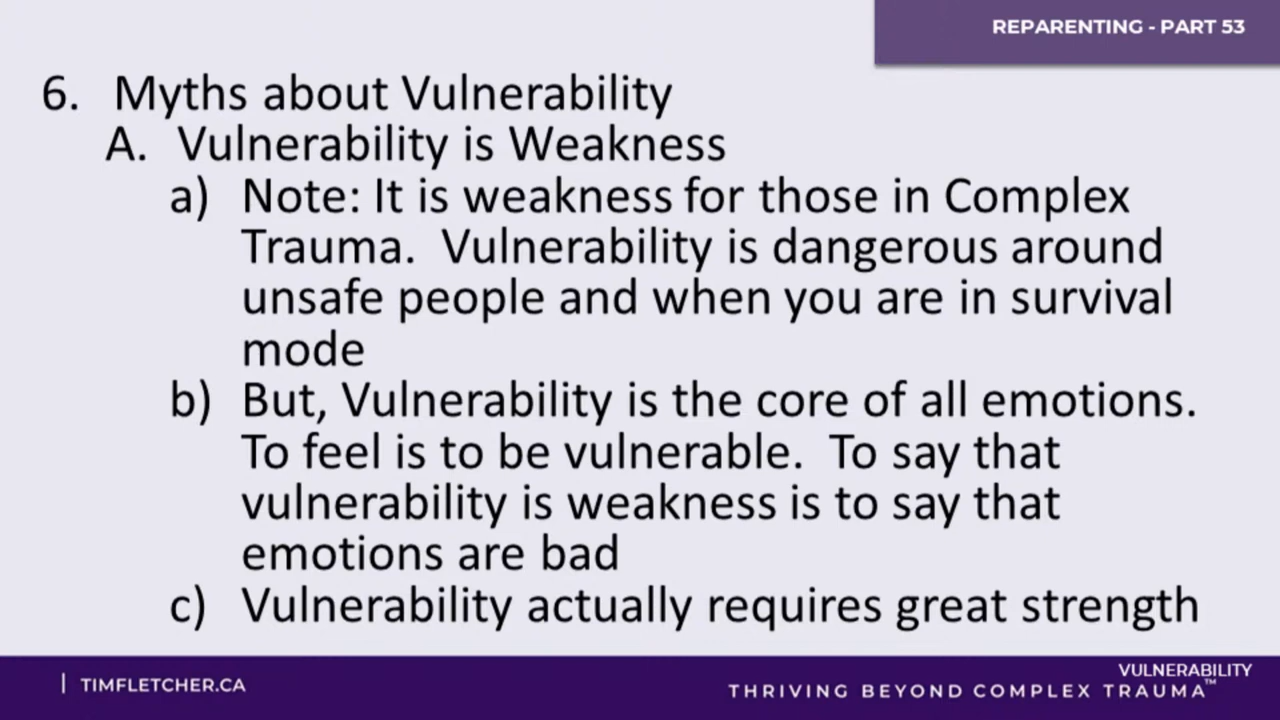 REPARENTING - PART 53
6. Myths about Vulnerability
A. Vulnerability is Weakness
a) Note: It is weakness for those in Complex
Trauma. Vulnerability is dangerous around
unsafe people and when you are in survival
mode
b) But, Vulnerability is the core of all emotions.
To feel is to be vulnerable. To say that
vulnerability is weakness is to say that
emotions are bad
c) Vulnerability actually requires great strength
| TIMFLETCHER.CA
VULNERABILITY
THRIVING BEYOND COMPLEX TRAUMA™